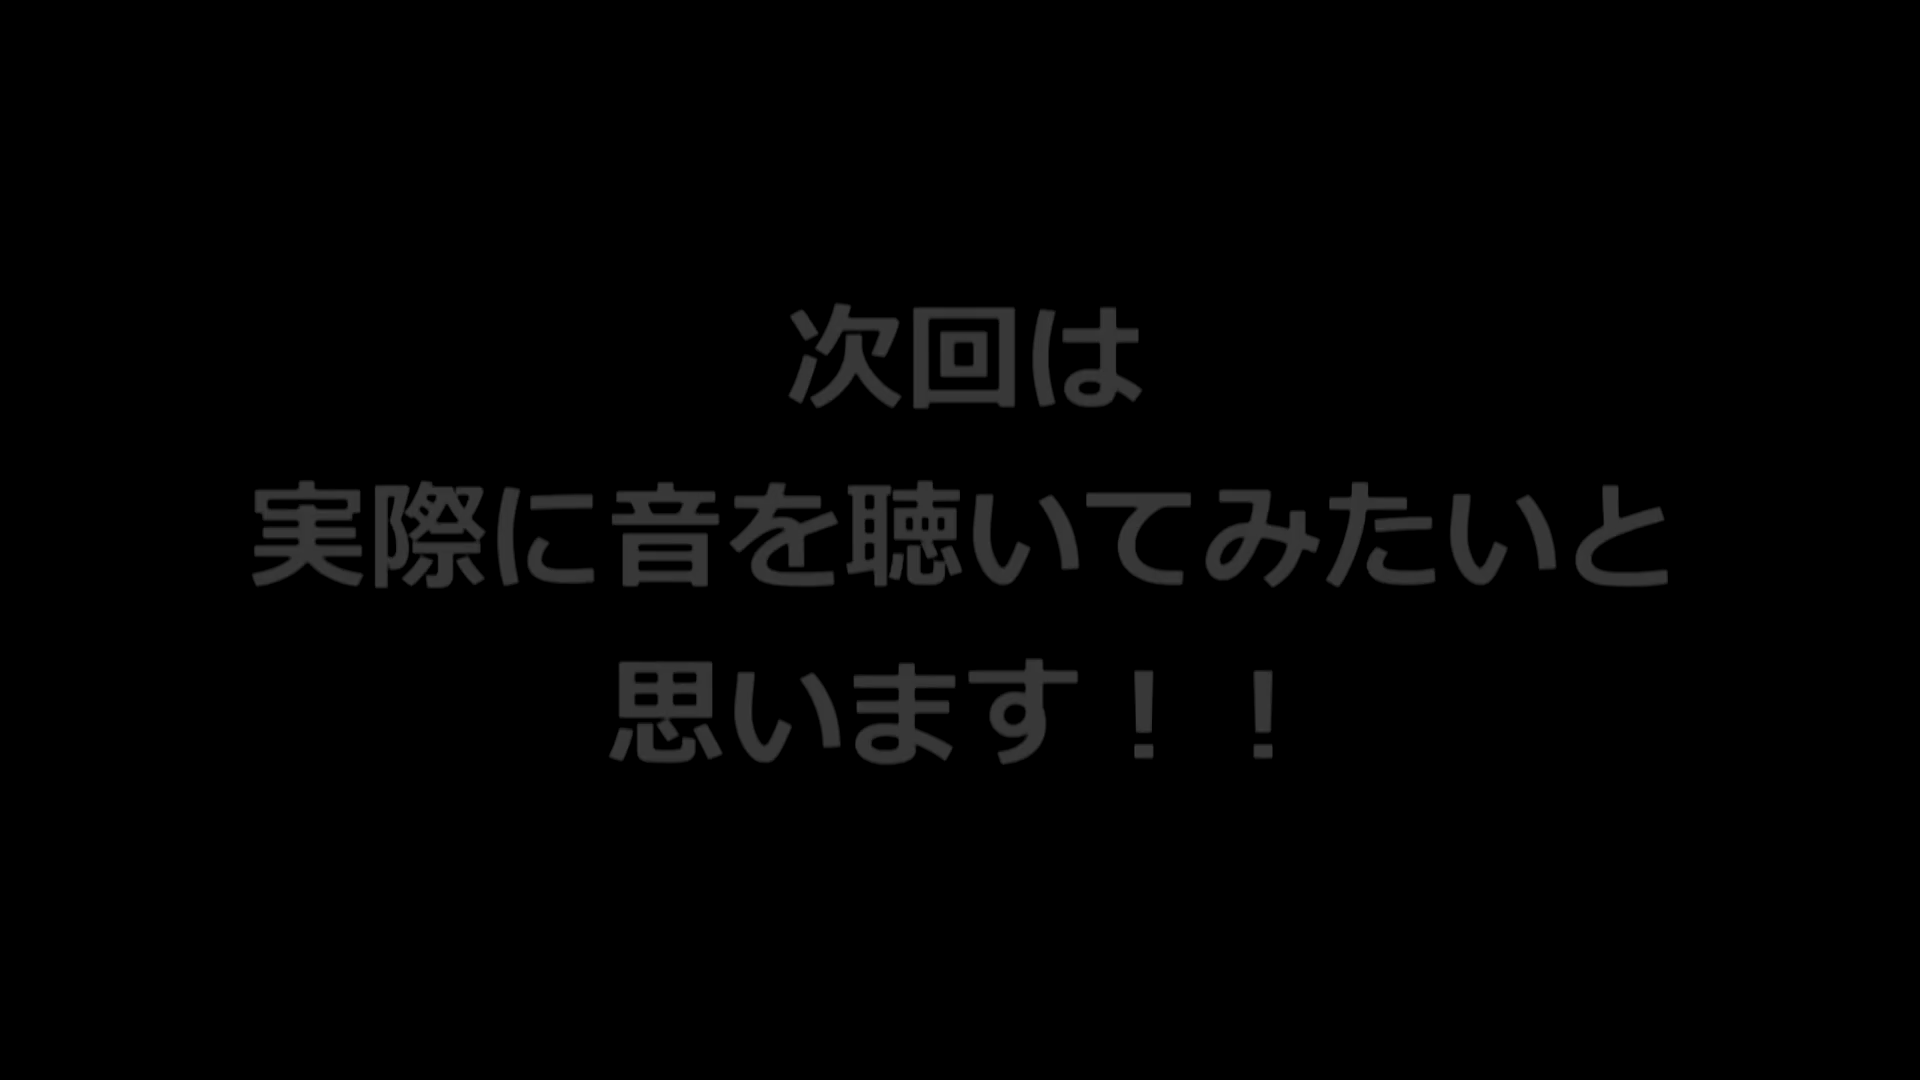 次回は
実際に音を聴いてみたいと
思います！！